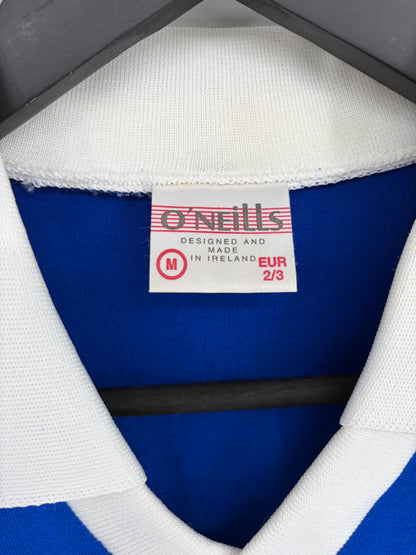 O'NEILLS
DESIGNED AND
MADE
IN IRELAND
M
EUR
2/3